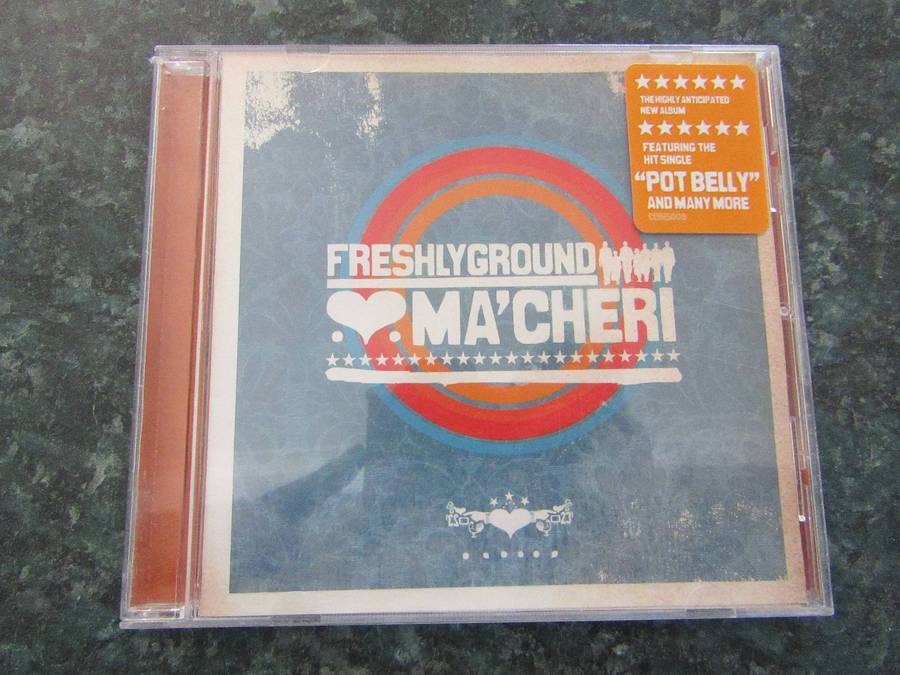 THE HIGHLY ANTICIPATED
NEW ALBUM
FEATURING THE
HIT SINGLE
"POT BELLY"
AND MANY MORE
FRESHLYGROUND
MA'CHERI